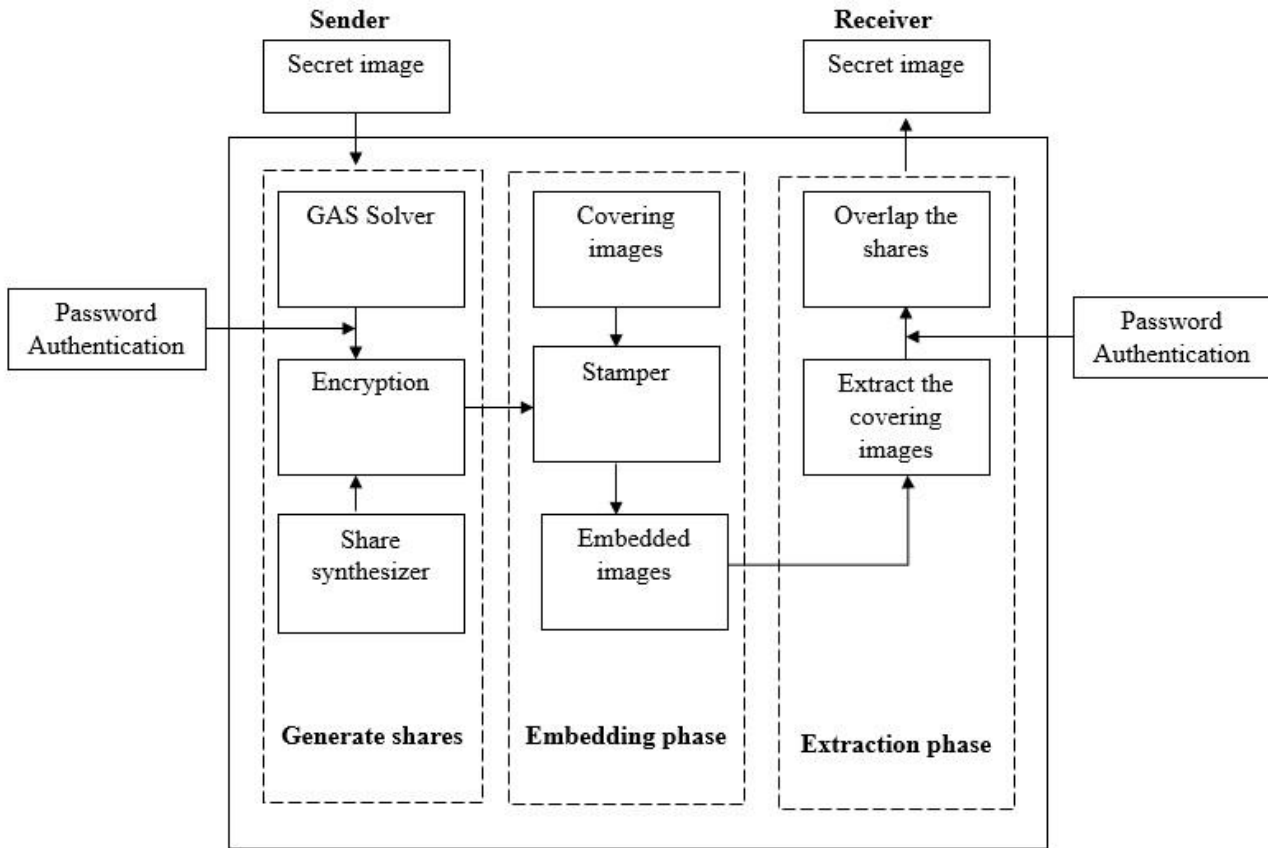 Sender
Receiver
Secret image
Secret image
GAS Solver
Covering
images
Overlap the
shares
Password
Authentication
Password
Authentication
Encryption
Stamper
Extract the
covering
images
Share
synthesizer
Embedded
images
Generate shares
Embedding phase
Extraction phase